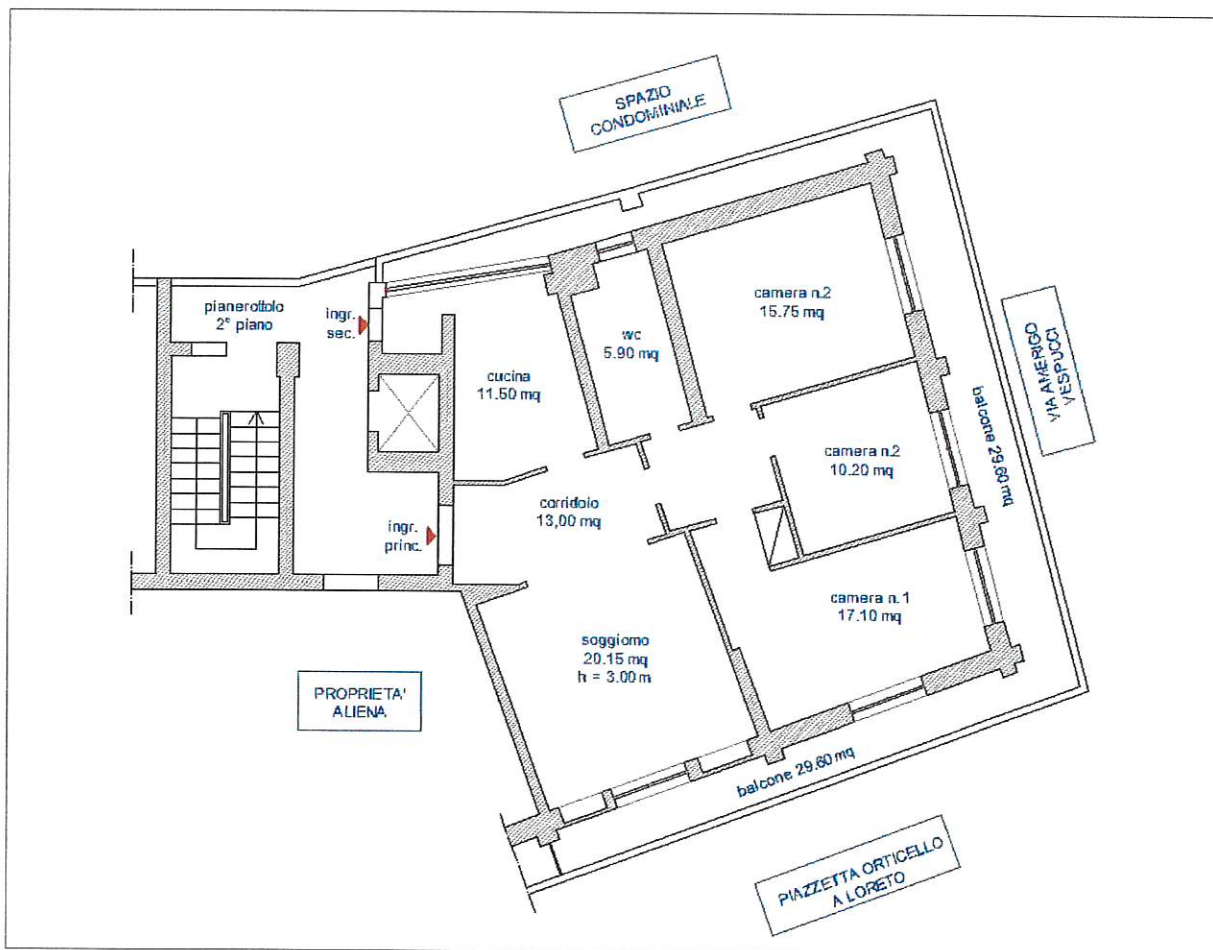 SPAZIO
CONDOMINIALE
pianerottolo
2° piano
ingr.
sec.
camera n.2
15.75 mq
wc
5.90 mq
VIA AMERIGO
VESPUCCI
cucina
11.50 mq
balcone 29.60 mq
camera n.2
10.20 mq
corridoio
13,00 mq
ingr.
princ.
camera n.1
17.10 mq
soggiorno
20.15 mq
h = 3.00 m
PROPRIETA'
ALIENA
balcone 29.60 mq
PIAZZETTA ORTICELLO
A LORETO